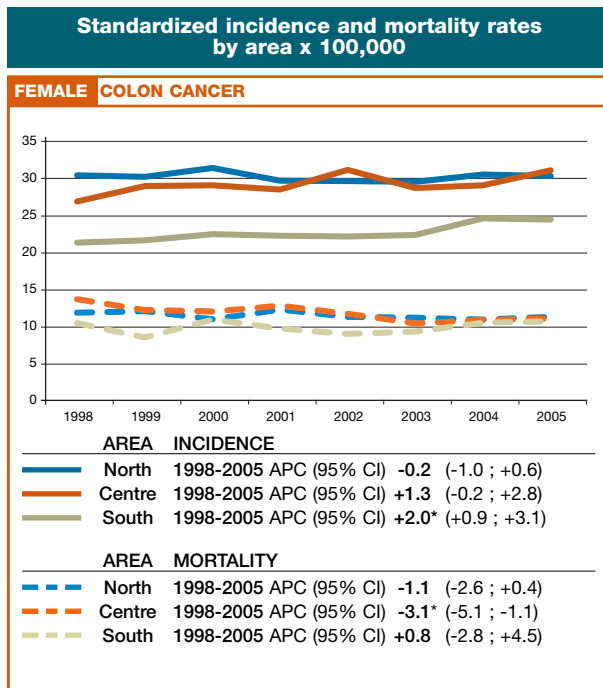 Standardized incidence and mortality rates
by area x 100,000
FEMALE COLON CANCER
35
30
25
20
15
10
5
0
1998 1999 2000 2001 2002 2003 2004 2005
AREA INCIDENCE
North 1998-2005 APC (95% CI) -0.2 (-1.0 ; +0.6)
Centre 1998-2005 APC (95% CI) +1.3 (-0.2 ; +2.8)
South 1998-2005 APC (95% CI) +2.0* (+0.9 ; +3.1)
AREA MORTALITY
North 1998-2005 APC (95% CI) -1.1 (-2.6 ; +0.4)
Centre 1998-2005 APC (95% CI) -3.1* (-5.1 ; -1.1)
South 1998-2005 APC (95% CI) +0.8 (-2.8 ; +4.5)